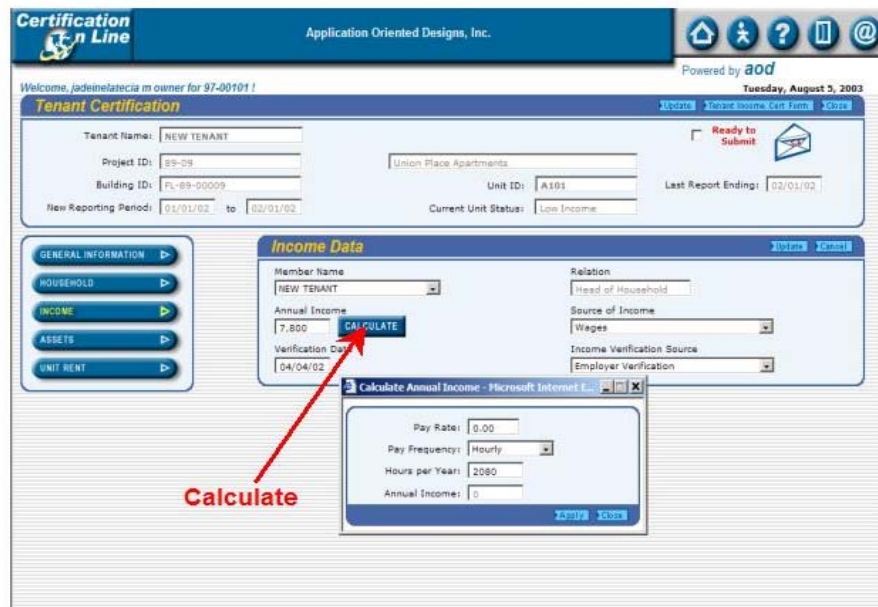 Certification
On Line
Application Oriented Designs, Inc.
Powered by aod
Welcome, jadeinelatecia m owner for 97-00101 !
Tuesday, August 5, 2003
Tenant Certification
Update Tenant Income Cert Form Close
Tenant Name: NEW TENANT
Ready to
Submit
Project ID: 89-09 Union Place Apartments
Building ID: FL-89-00009 Unit ID: A101 Last Report Ending: 02/01/02
New Reporting Period: 01/01/02 to 02/01/02 Current Unit Status: Low Income
GENERAL INFORMATION
HOUSEHOLD
INCOME
ASSETS
UNIT RENT
Income Data
Update Cancel
Member Name Relation
NEW TENANT Head of Household
Annual Income Source of Income
7,800 CALCULATE Wages
Verification Date Income Verification Source
04/04/02 Employer Verification
Calculate Annual Income - Microsoft Internet E...
Pay Rate: 0.00
Pay Frequency: Hourly
Hours per Year: 2080
Annual Income: 0
Apply Close
Calculate